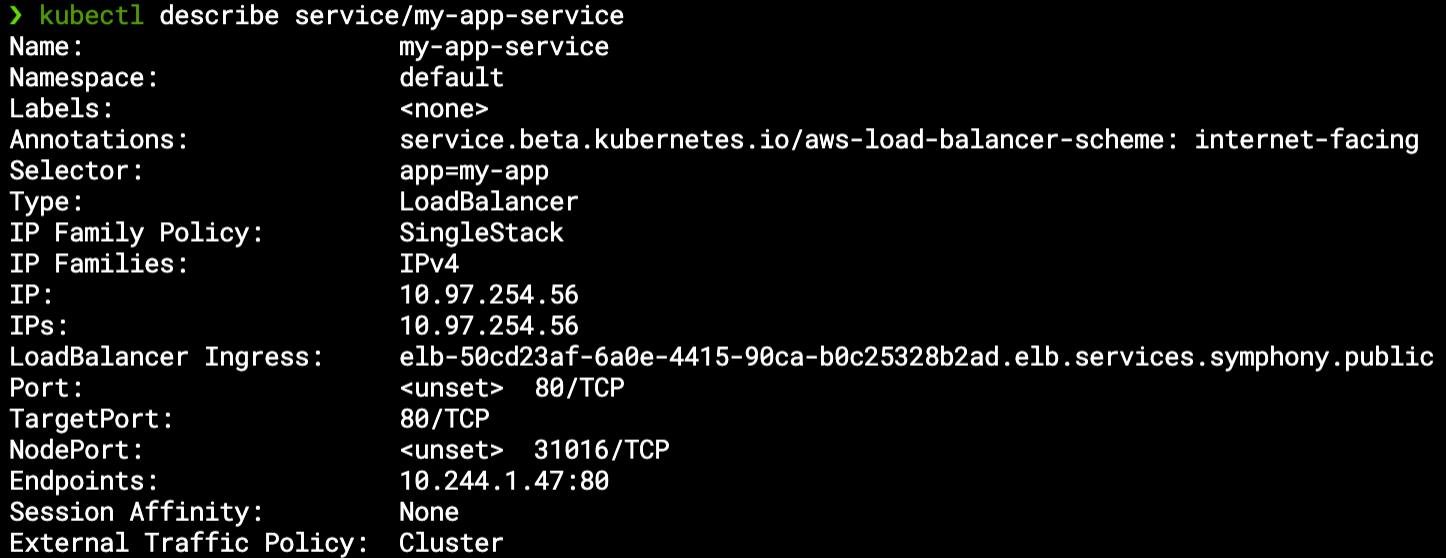 ❯ kubectl describe service/my-app-service
Name:                     my-app-service
Namespace:                default
Labels:                   <none>
Annotations:              service.beta.kubernetes.io/aws-load-balancer-scheme: internet-facing
Selector:                 app=my-app
Type:                     LoadBalancer
IP Family Policy:         SingleStack
IP Families:              IPv4
IP:                       10.97.254.56
IPs:                      10.97.254.56
LoadBalancer Ingress:     elb-50cd23af-6a0e-4415-90ca-b0c25328b2ad.elb.services.symphony.public
Port:                     <unset>  80/TCP
TargetPort:               80/TCP
NodePort:                 <unset>  31016/TCP
Endpoints:                10.244.1.47:80
Session Affinity:         None
External Traffic Policy:  Cluster